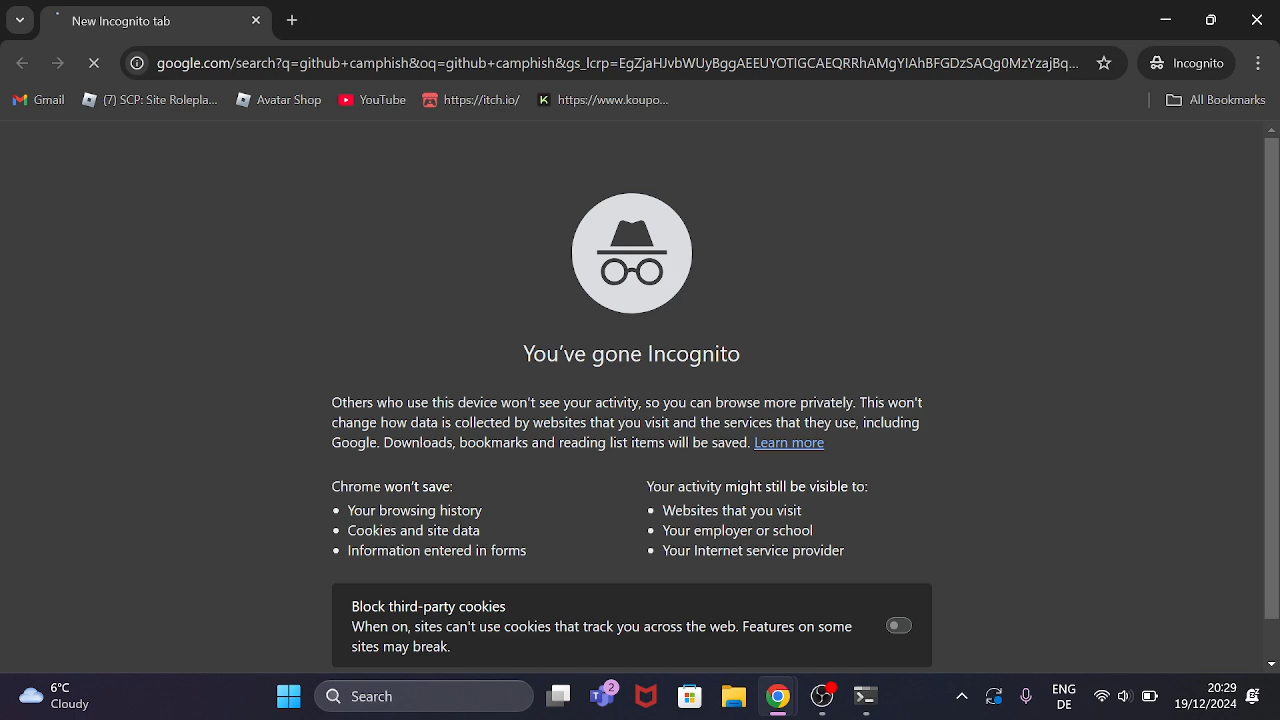 New Incognito tab
google.com/search?q=github+camphish&oq=github+camphish&gs_lcrp=EgZjaHJvbWUyBggAEEUYOTIGCAEQRRhAMgYIAhBFGDzSAQg0MzYzajBq...
Incognito
Gmail
(7) SCP: Site Rolepla...
Avatar Shop
YouTube
https://itch.io/
https://www.koupo...
All Bookmarks
You've gone Incognito
Others who use this device won't see your activity, so you can browse more privately. This won't
change how data is collected by websites that you visit and the services that they use, including
Google. Downloads, bookmarks and reading list items will be saved. Learn more
Chrome won't save:
• Your browsing history
• Cookies and site data
• Information entered in forms
Your activity might still be visible to:
• Websites that you visit
• Your employer or school
• Your Internet service provider
Block third-party cookies
When on, sites can't use cookies that track you across the web. Features on some
sites may break.
6°C
Cloudy
Search
2
ENG
DE
20:29
19/12/2024